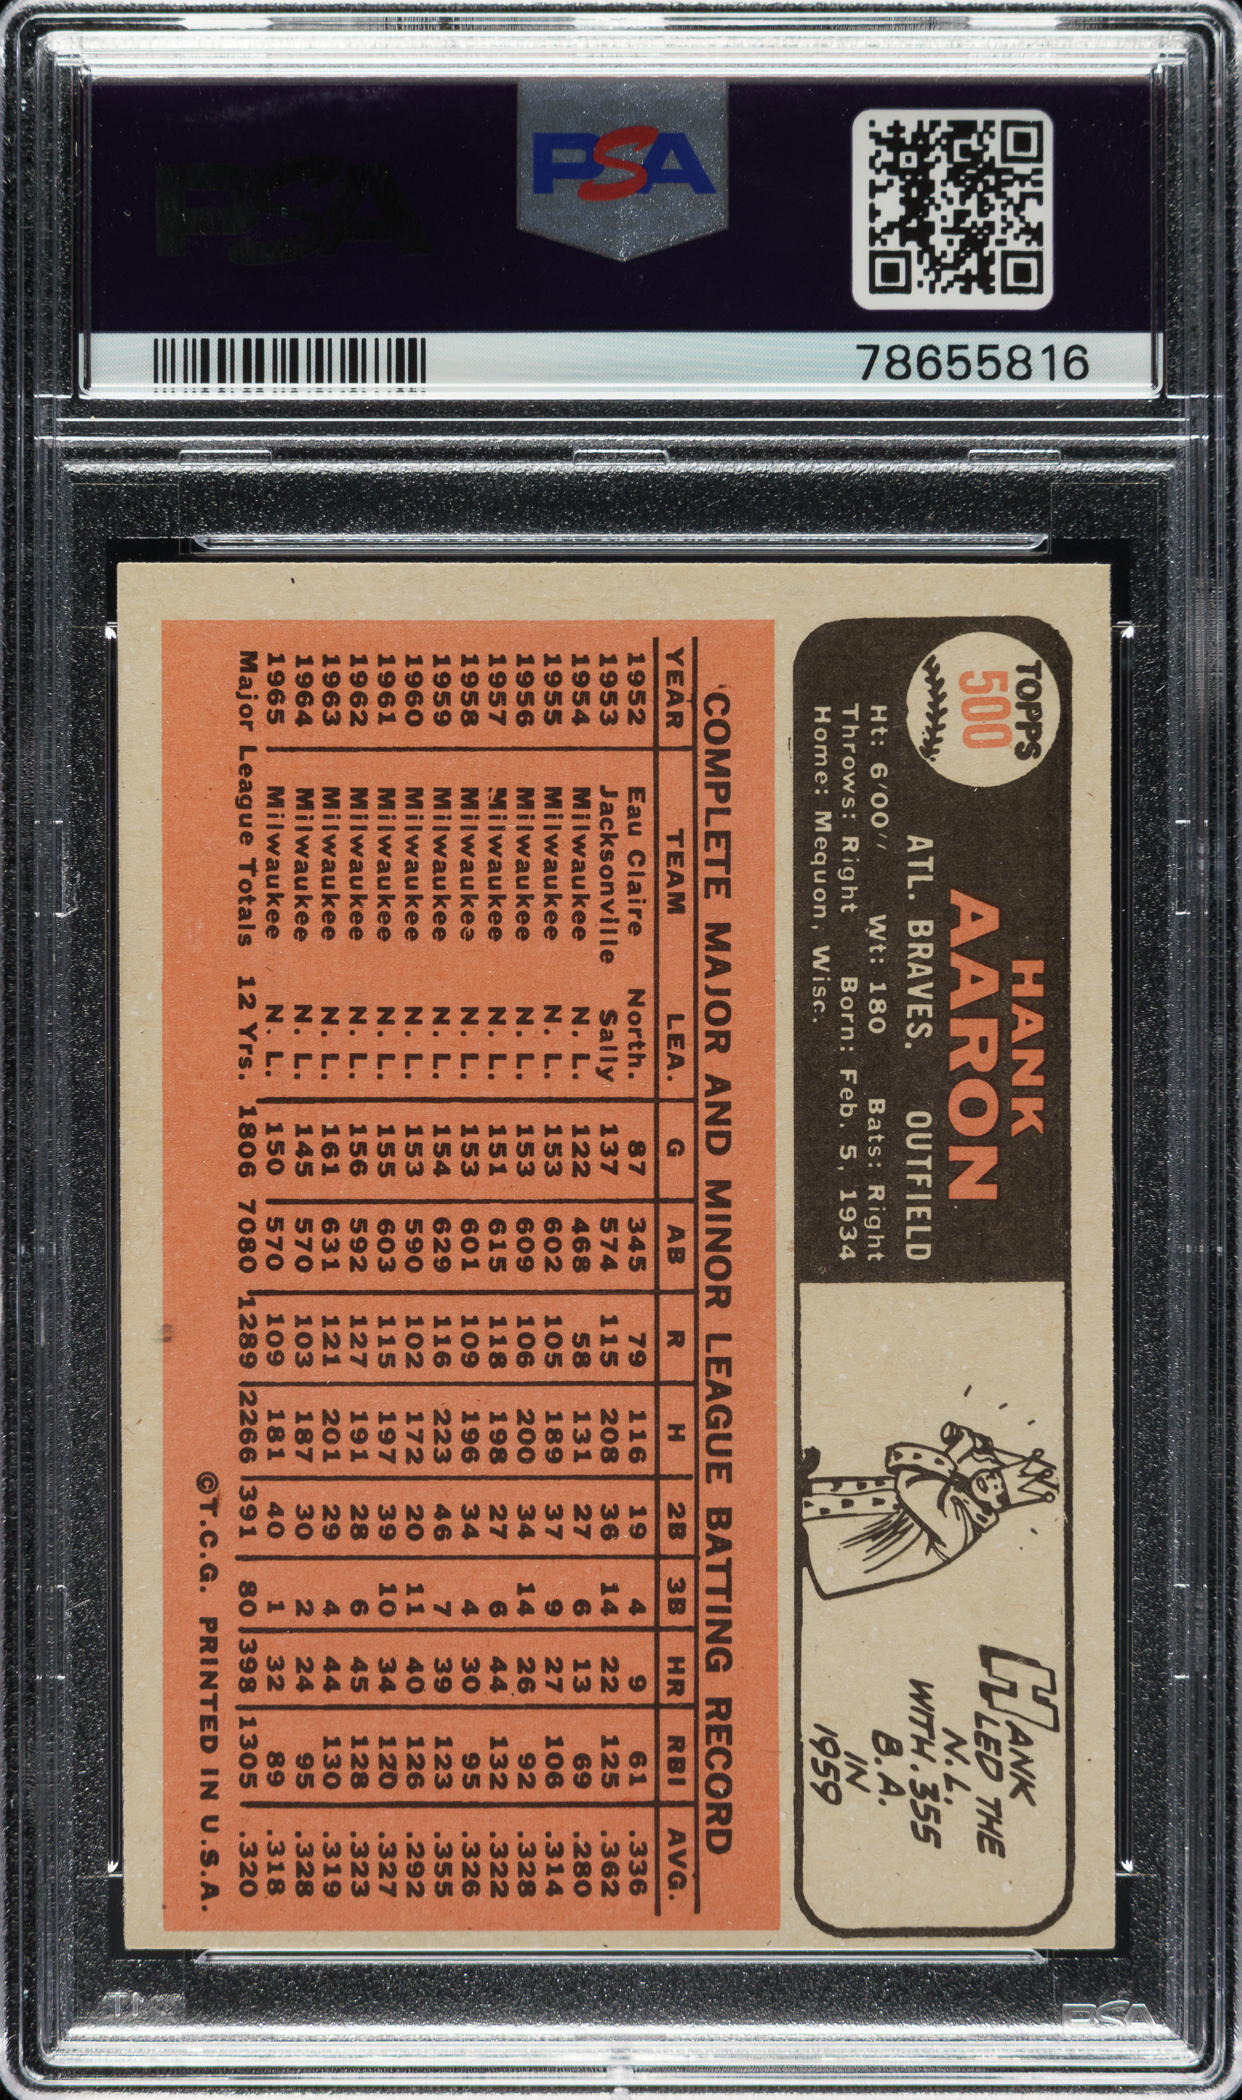 PSA
PSA
78655816
TOPPS
500
HANK
AARON
ATL. BRAVES. OUTFIELD
Ht: 6'00" Wt: 180 Bats: Right
Throws: Right Born: Feb. 5, 1934
Home: Mequon, Wisc.
HANK
LED THE
N.L.
WITH .355
B.A.
IN
1959
COMPLETE MAJOR AND MINOR LEAGUE BATTING RECORD
YEAR TEAM LEA. G AB R H 2B 3B HR RBI AVG.
1952 Eau Claire North. 87 345 79 116 19 4 9 61 .336
1953 Jacksonville Sally 137 574 115 208 36 14 22 125 .362
1954 Milwaukee N. L. 122 468 58 131 27 6 13 69 .280
1955 Milwaukee N. L. 153 602 105 189 37 9 27 106 .314
1956 Milwaukee N. L. 153 609 106 200 34 14 26 92 .328
1957 Milwaukee N. L. 151 615 118 198 27 6 44 132 .322
1958 Milwaukee N. L. 153 601 109 196 34 4 30 95 .326
1959 Milwaukee N. L. 154 629 116 223 46 7 39 123 .355
1960 Milwaukee N. L. 153 590 102 172 20 11 40 126 .292
1961 Milwaukee N. L. 155 603 115 197 39 10 34 120 .327
1962 Milwaukee N. L. 156 592 127 191 28 6 45 128 .323
1963 Milwaukee N. L. 161 631 121 201 29 4 44 130 .319
1964 Milwaukee N. L. 145 570 103 187 30 2 24 95 .328
1965 Milwaukee N. L. 150 570 109 181 40 1 32 89 .318
Major League Totals 12 Yrs. 1806 7080 1289 2266 391 80 398 1305 .320
©T.C.G. PRINTED IN U.S.A.
PSA